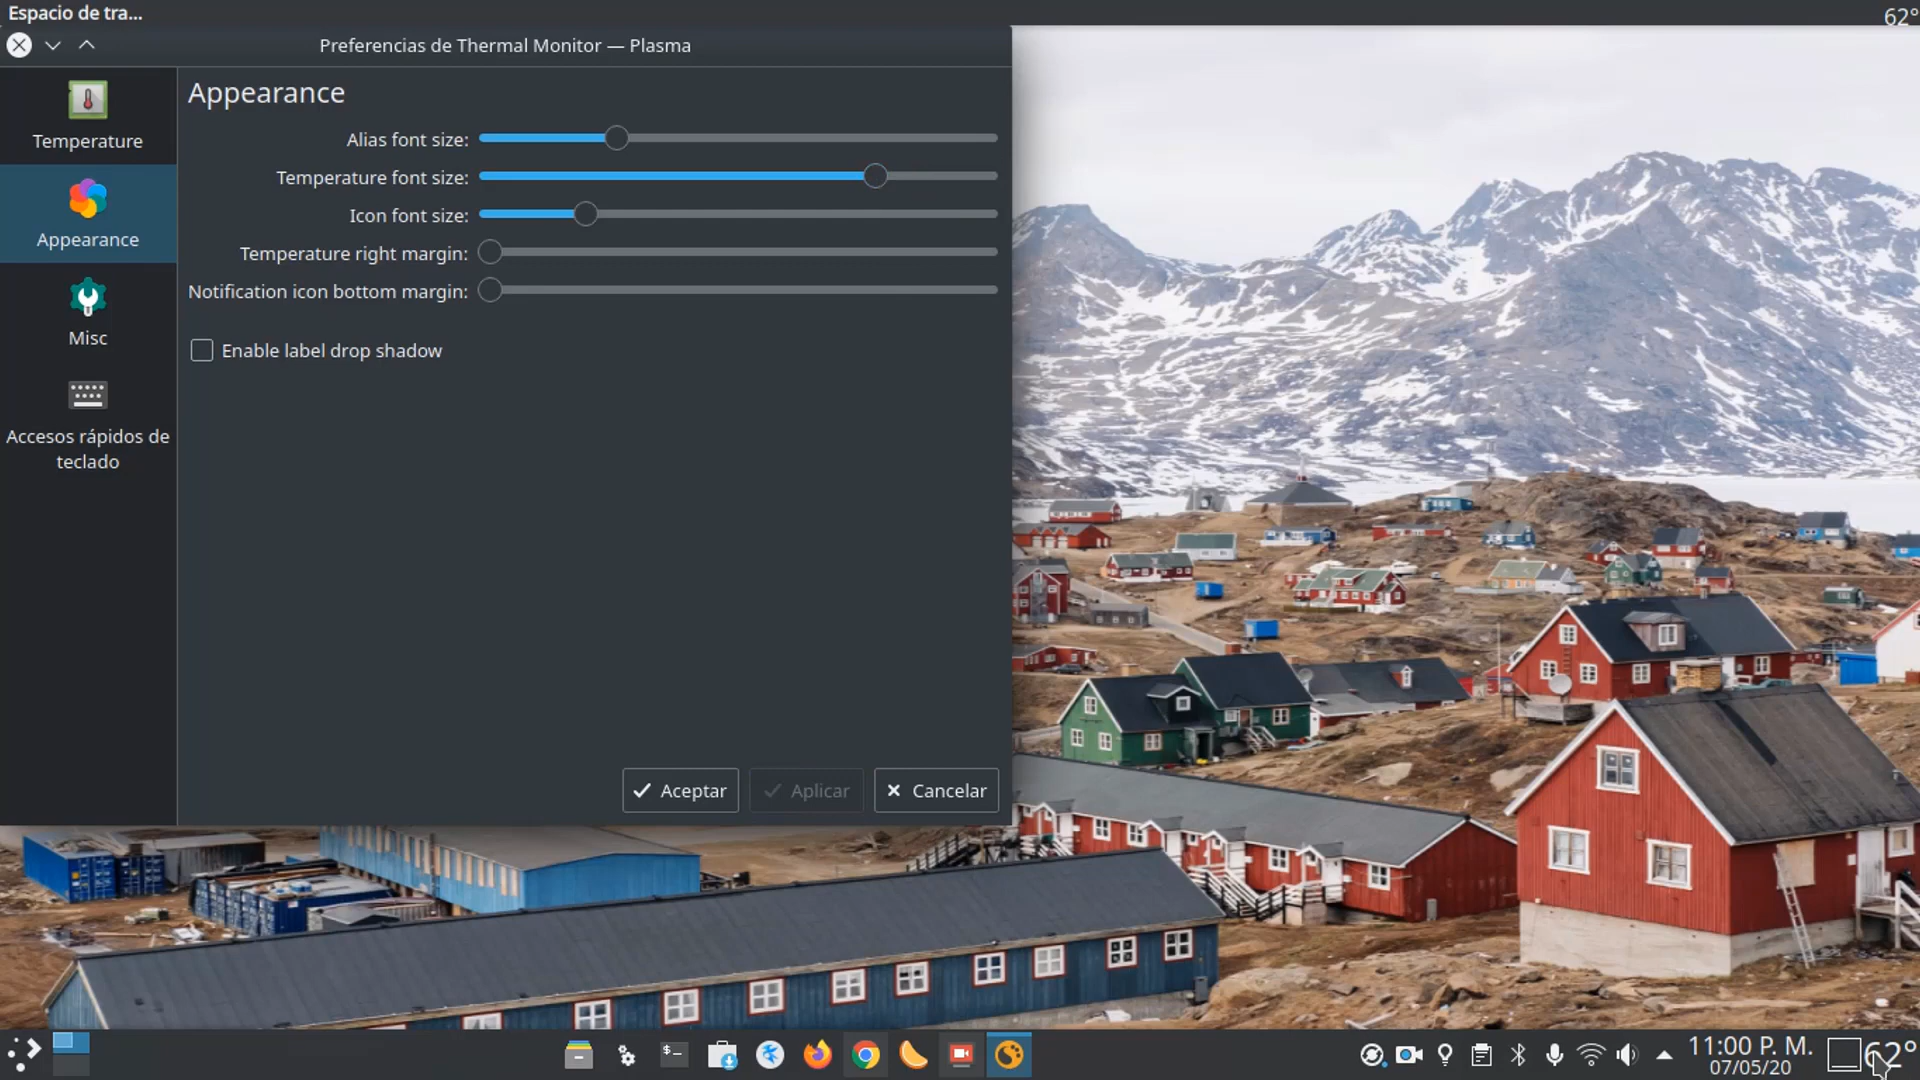 Espacio de tra...
62°
Preferencias de Thermal Monitor — Plasma
Temperature
Appearance
Misc
Accesos rápidos de
teclado
Appearance
Alias font size:
Temperature font size:
Icon font size:
Temperature right margin:
Notification icon bottom margin:
Enable label drop shadow
Aceptar
Aplicar
Cancelar
11:00 P. M.
07/05/20
62°